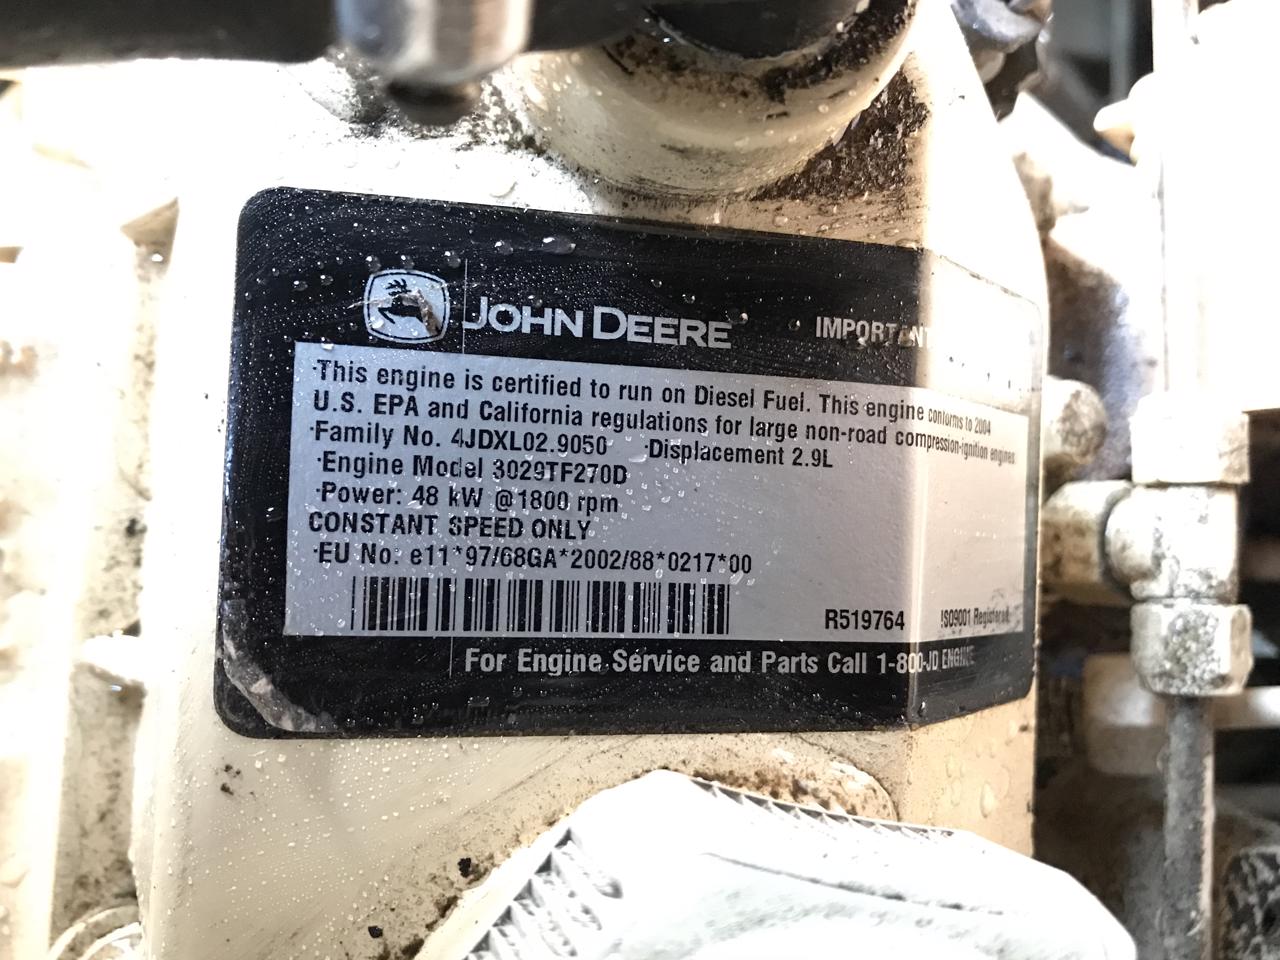 JOHN DEERE IMPORTANT
·This engine is certified to run on Diesel Fuel. This engine conforms to 2004
U.S. EPA and California regulations for large non-road compression-ignition engines
·Family No. 4JDXL02.9050 ·Displacement 2.9L
·Engine Model 3029TF270D
·Power: 48 kW @1800 rpm
CONSTANT SPEED ONLY
·EU No: e11*97/68GA*2002/88*0217*00
R519764 ISO9001 Registered
For Engine Service and Parts Call 1-800-JD ENGINE